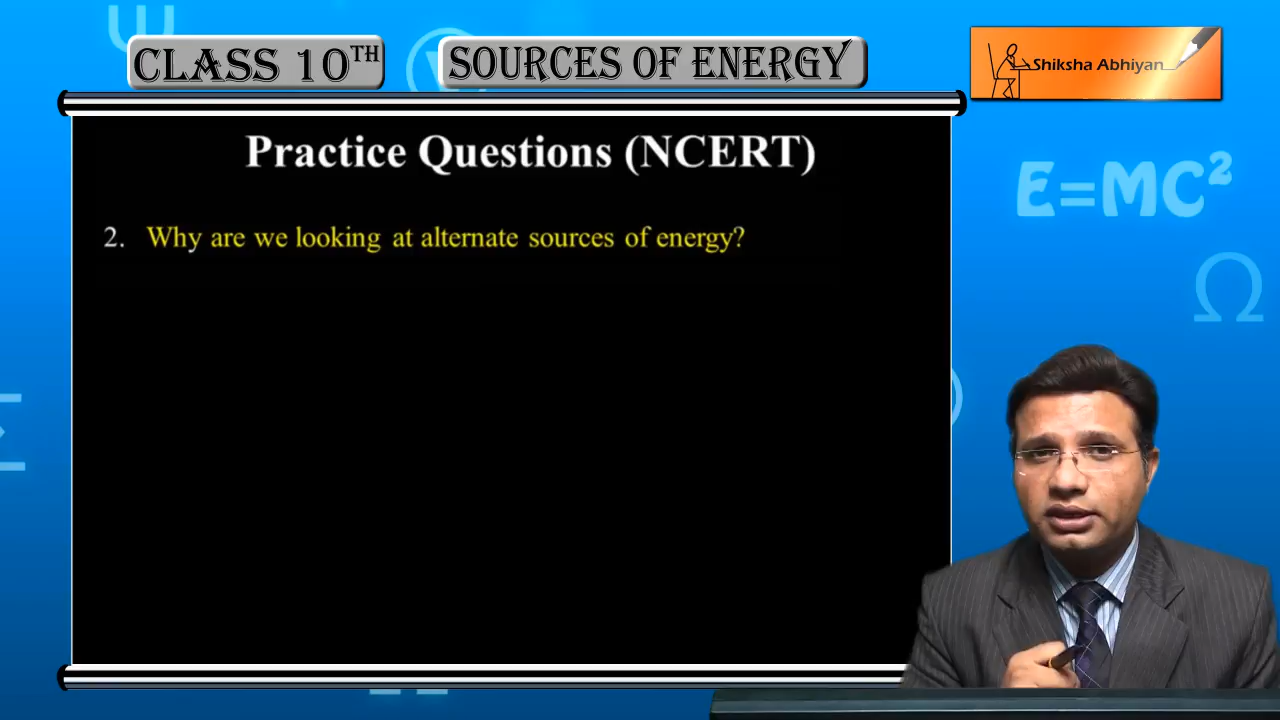 CLASS 10TH
SOURCES OF ENERGY
Shiksha Abhiyan
Practice Questions (NCERT)
E=MC²
2. Why are we looking at alternate sources of energy?
Ω
Ψ
Σ